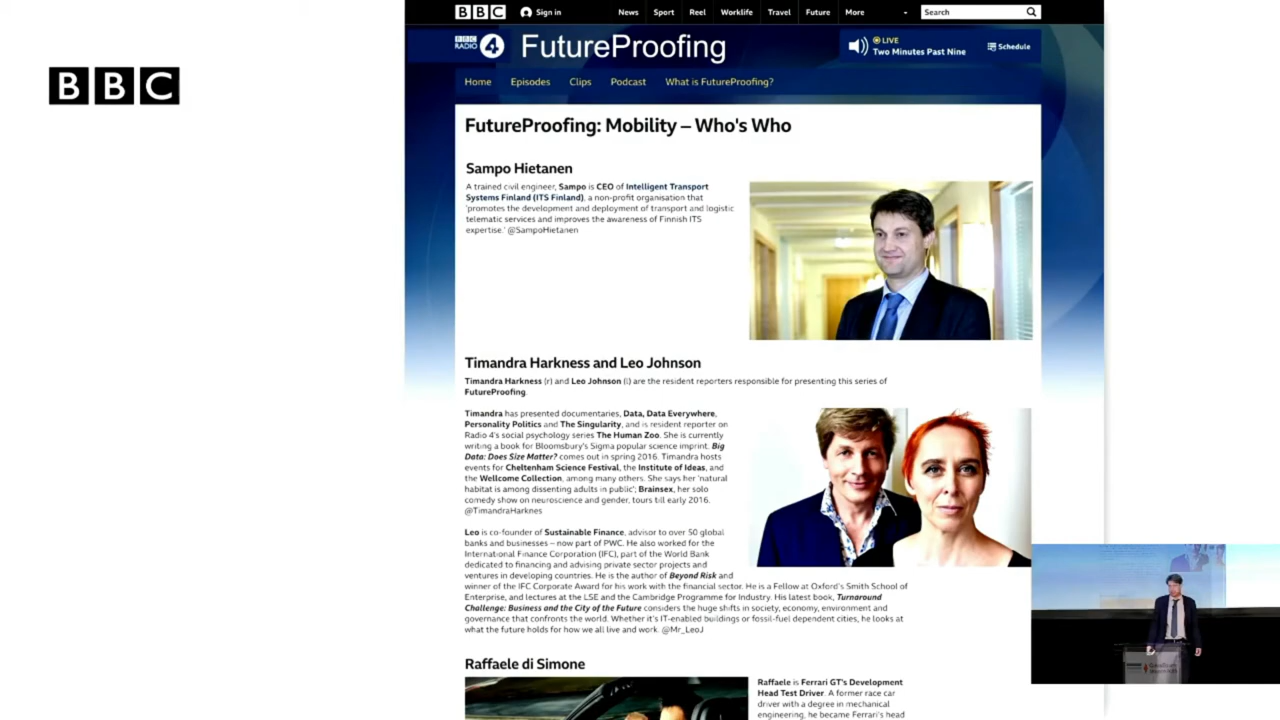 BBC
BBC Sign in News Sport Reel Worklife Travel Future More Search
BBC RADIO 4 FutureProofing
LIVE
Two Minutes Past Nine
Schedule
Home Episodes Clips Podcast What is FutureProofing?
FutureProofing: Mobility – Who's Who
Sampo Hietanen
A trained civil engineer, Sampo is CEO of Intelligent Transport
Systems Finland (ITS Finland), a non-profit organisation that
'promotes the development and deployment of transport and logistic
telematic services and improves the awareness of Finnish ITS
expertise.' @SampoHietanen
Timandra Harkness and Leo Johnson
Timandra Harkness (r) and Leo Johnson (l) are the resident reporters responsible for presenting this series of
FutureProofing.
Timandra has presented documentaries, Data, Data Everywhere,
Personality Politics and The Singularity, and is resident reporter on
Radio 4's social psychology series The Human Zoo. She is currently
writing a book for Bloomsbury's Sigma popular science imprint. Big
Data: Does Size Matter? comes out in spring 2016. Timandra hosts
events for Cheltenham Science Festival, the Institute of Ideas, and
the Wellcome Collection, among many others. She says her 'natural
habitat is among dissenting adults in public'; Brainsex, her solo
comedy show on neuroscience and gender, tours till early 2016.
@TimandraHarknes
Leo is co-founder of Sustainable Finance, advisor to over 50 global
banks and businesses – now part of PWC. He also worked for the
International Finance Corporation (IFC), part of the World Bank
dedicated to financing and advising private sector projects and
ventures in developing countries. He is the author of Beyond Risk and
winner of the IFC Corporate Award for his work with the financial sector. He is a Fellow at Oxford's Smith School of
Enterprise, and lectures at the LSE and the Cambridge Programme for Industry. His latest book, Turnaround
Challenge: Business and the City of the Future considers the huge shifts in society, economy, environment and
governance that confronts the world. Whether it's IT-enabled buildings or fossil-fuel dependent cities, he looks at
what the future holds for how we all live and work. @Mr_LeoJ
Raffaele di Simone
Raffaele is Ferrari GT's Development
Head Test Driver. A former race car
driver with a degree in mechanical
engineering, he became Ferrari's head